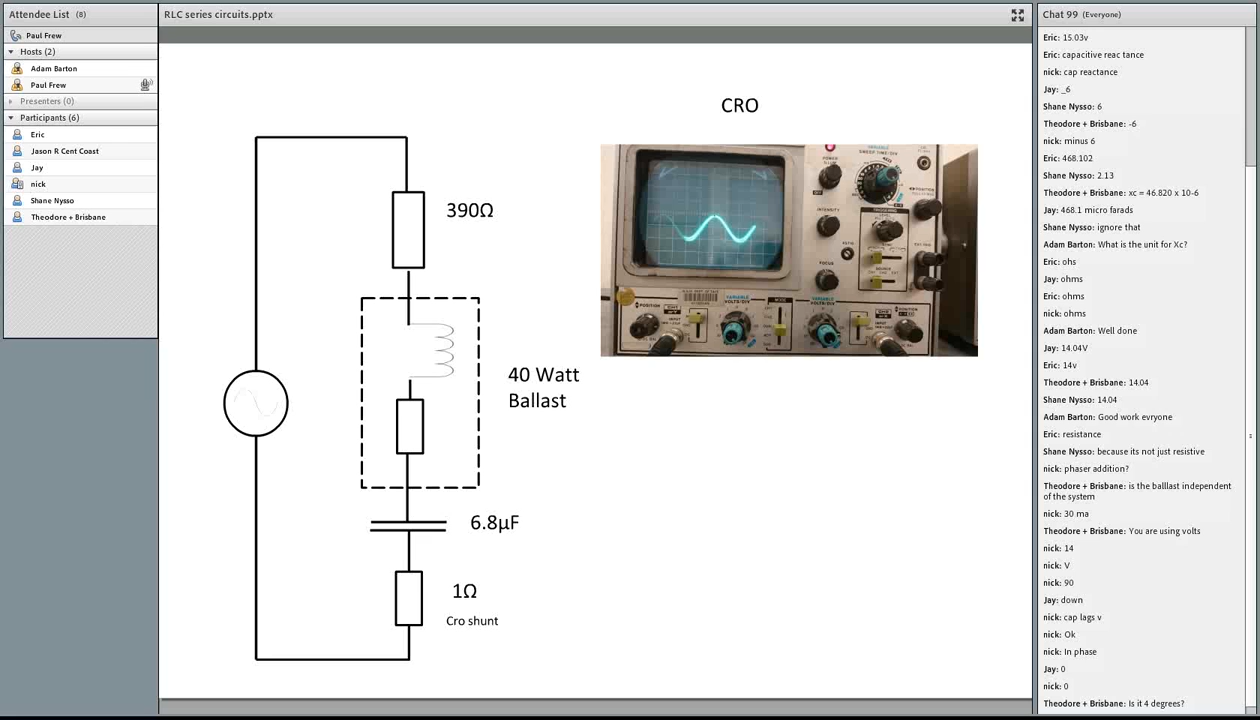 Attendee List (8)
Paul Frew
Hosts (2)
Adam Barton
Paul Frew
Presenters (0)
Participants (6)
Eric
Jason R Cent Coast
Jay
nick
Shane Nysso
Theodore + Brisbane
RLC series circuits.pptx
CRO
390Ω
40 Watt
Ballast
6.8µF
1Ω
Cro shunt
POWER
INTENSITY
FOCUS
Chat 99 (Everyone)
Eric: 15.03v
Eric: capacitive reac tance
nick: cap reactance
Jay: _6
Shane Nysso: 6
Theodore + Brisbane: -6
nick: minus 6
Eric: 468.102
Shane Nysso: 2.13
Theodore + Brisbane: xc = 46.820 x 10-6
Jay: 468.1 micro farads
Shane Nysso: ignore that
Adam Barton: What is the unit for Xc?
Eric: ohs
Jay: ohms
Eric: ohms
nick: ohms
Adam Barton: Well done
Jay: 14.04V
Eric: 14v
Theodore + Brisbane: 14.04
Shane Nysso: 14.04
Adam Barton: Good work evryone
Eric: resistance
Shane Nysso: because its not just resistive
nick: phaser addition?
Theodore + Brisbane: is the balllast independent
of the system
nick: 30 ma
Theodore + Brisbane: You are using volts
nick: 14
nick: V
nick: 90
Jay: down
nick: cap lags v
nick: Ok
nick: In phase
Jay: 0
nick: 0
Theodore + Brisbane: Is it 4 degrees?